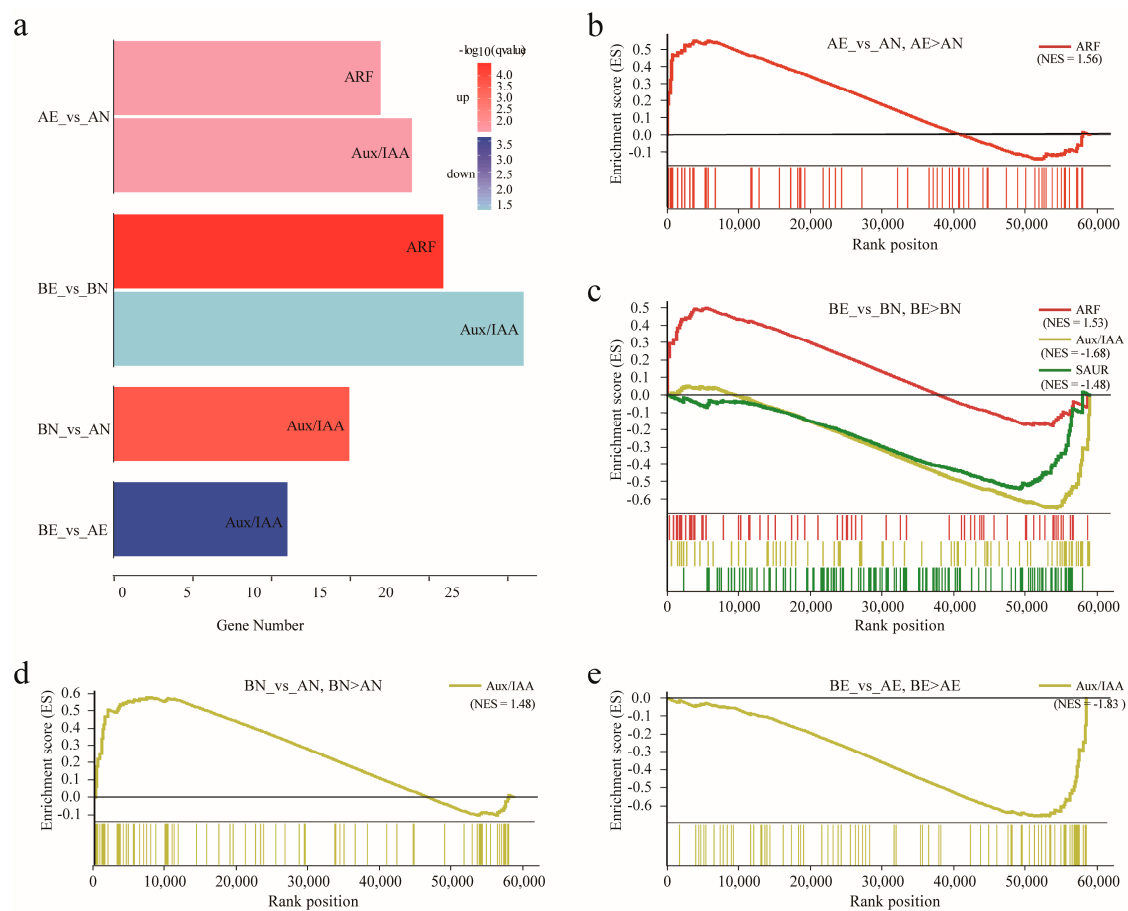 a
-log10(qvalue)
up
4.0
3.5
3.0
2.5
2.0
down
3.5
3.0
2.5
2.0
1.5
AE_vs_AN
ARF
Aux/IAA
BE_vs_BN
ARF
Aux/IAA
BN_vs_AN
Aux/IAA
BE_vs_AE
Aux/IAA
0 5 10 15 20 25
Gene Number
b
AE_vs_AN, AE>AN
ARF
(NES = 1.56)
Enrichment score (ES)
0.5
0.4
0.3
0.2
0.1
0.0
-0.1
0 10,000 20,000 30,000 40,000 50,000 60,000
Rank positon
c
BE_vs_BN, BE>BN
ARF
(NES = 1.53)
Aux/IAA
(NES = -1.68)
SAUR
(NES = -1.48)
Enrichment score (ES)
0.5
0.4
0.3
0.2
0.1
0.0
-0.1
-0.2
-0.3
-0.4
-0.5
-0.6
0 10,000 20,000 30,000 40,000 50,000 60,000
Rank position
d
BN_vs_AN, BN>AN
Aux/IAA
(NES = 1.48)
Enrichment score (ES)
0.6
0.5
0.4
0.3
0.2
0.1
0.0
-0.1
0 10,000 20,000 30,000 40,000 50,000 60,000
Rank position
e
BE_vs_AE, BE>AE
Aux/IAA
(NES = -1.83 )
Enrichment score (ES)
0.0
-0.1
-0.2
-0.3
-0.4
-0.5
-0.6
0 10,000 20,000 30,000 40,000 50,000 60,000
Rank position